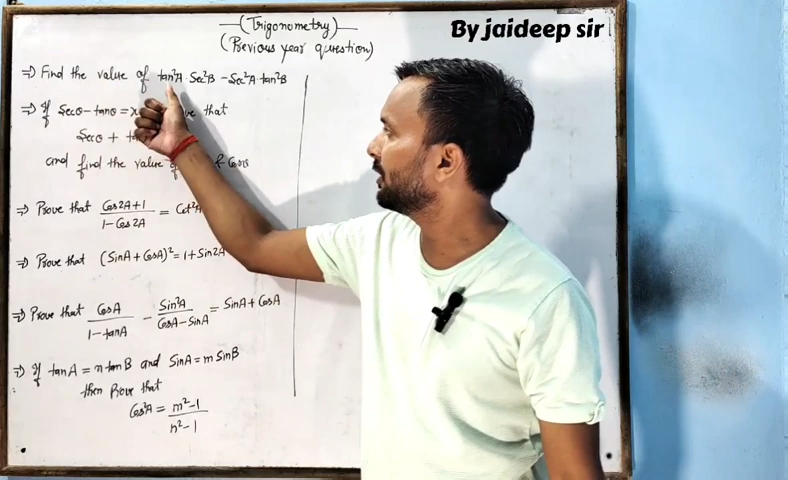 —(Trigonometry)—
(Previous year question)
By jaideep sir
⇒ Find the value of tan²A Sec²B − Sec²A tan²B
⇒ If Secθ − tanθ = x that
Secθ +
and find the value
⇒ Prove that (Cos2A+1)/(1−Cos2A) = Cot²A
⇒ Prove that (SinA + CosA)² = 1 + Sin2A
⇒ Prove that CosA/(1−tanA) − Sin²A/(CosA−SinA) = SinA + CosA
⇒ If tanA = n tanB and SinA = m SinB
then Prove that
Cos²A = (m²−1)/(n²−1)